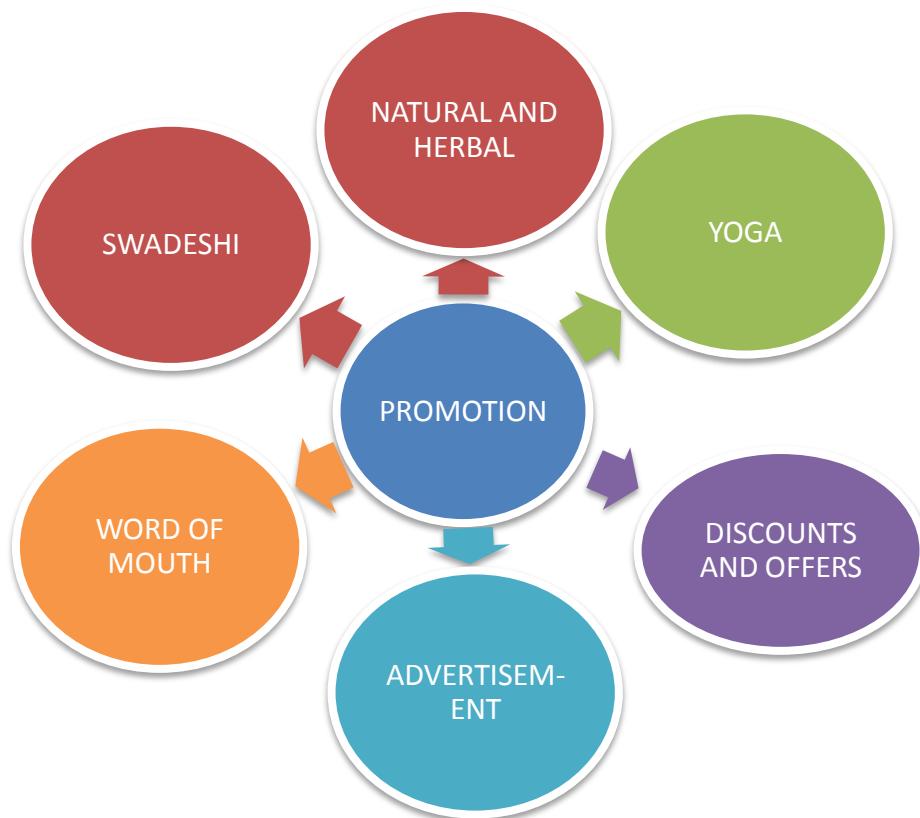 NATURAL AND
HERBAL
SWADESHI
YOGA
PROMOTION
WORD OF
MOUTH
DISCOUNTS
AND OFFERS
ADVERTISEM-
ENT